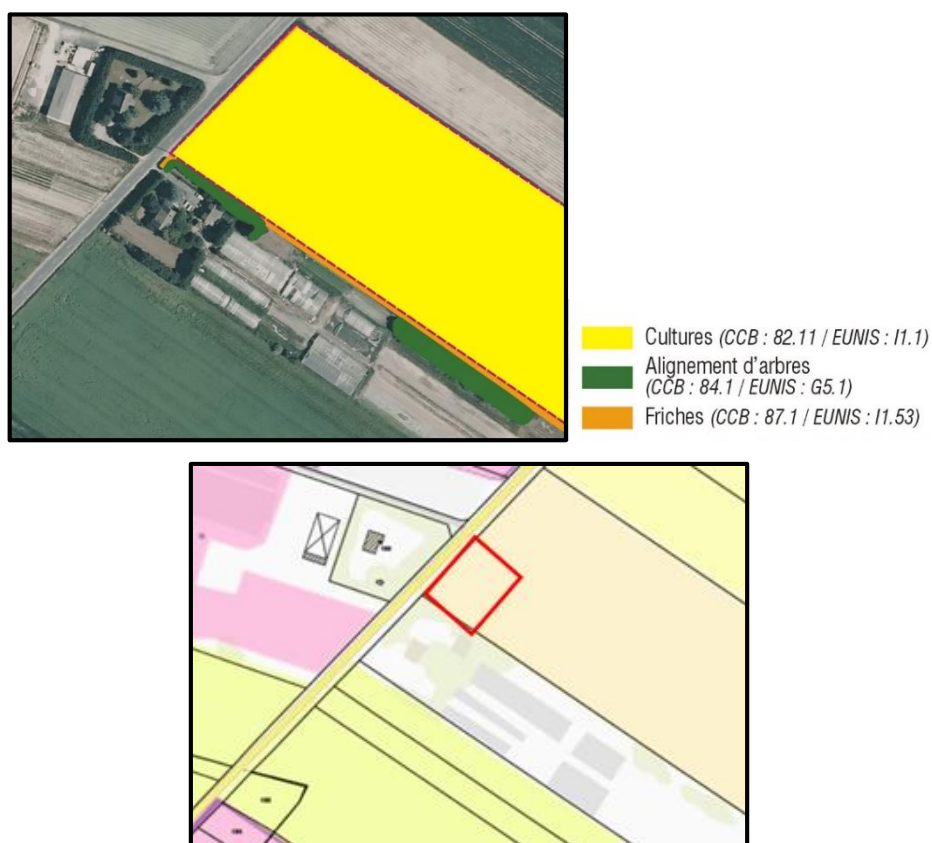 Cultures (CCB : 82.11 / EUNIS : I1.1)
Alignement d'arbres
(CCB : 84.1 / EUNIS : G5.1)
Friches (CCB : 87.1 / EUNIS : I1.53)